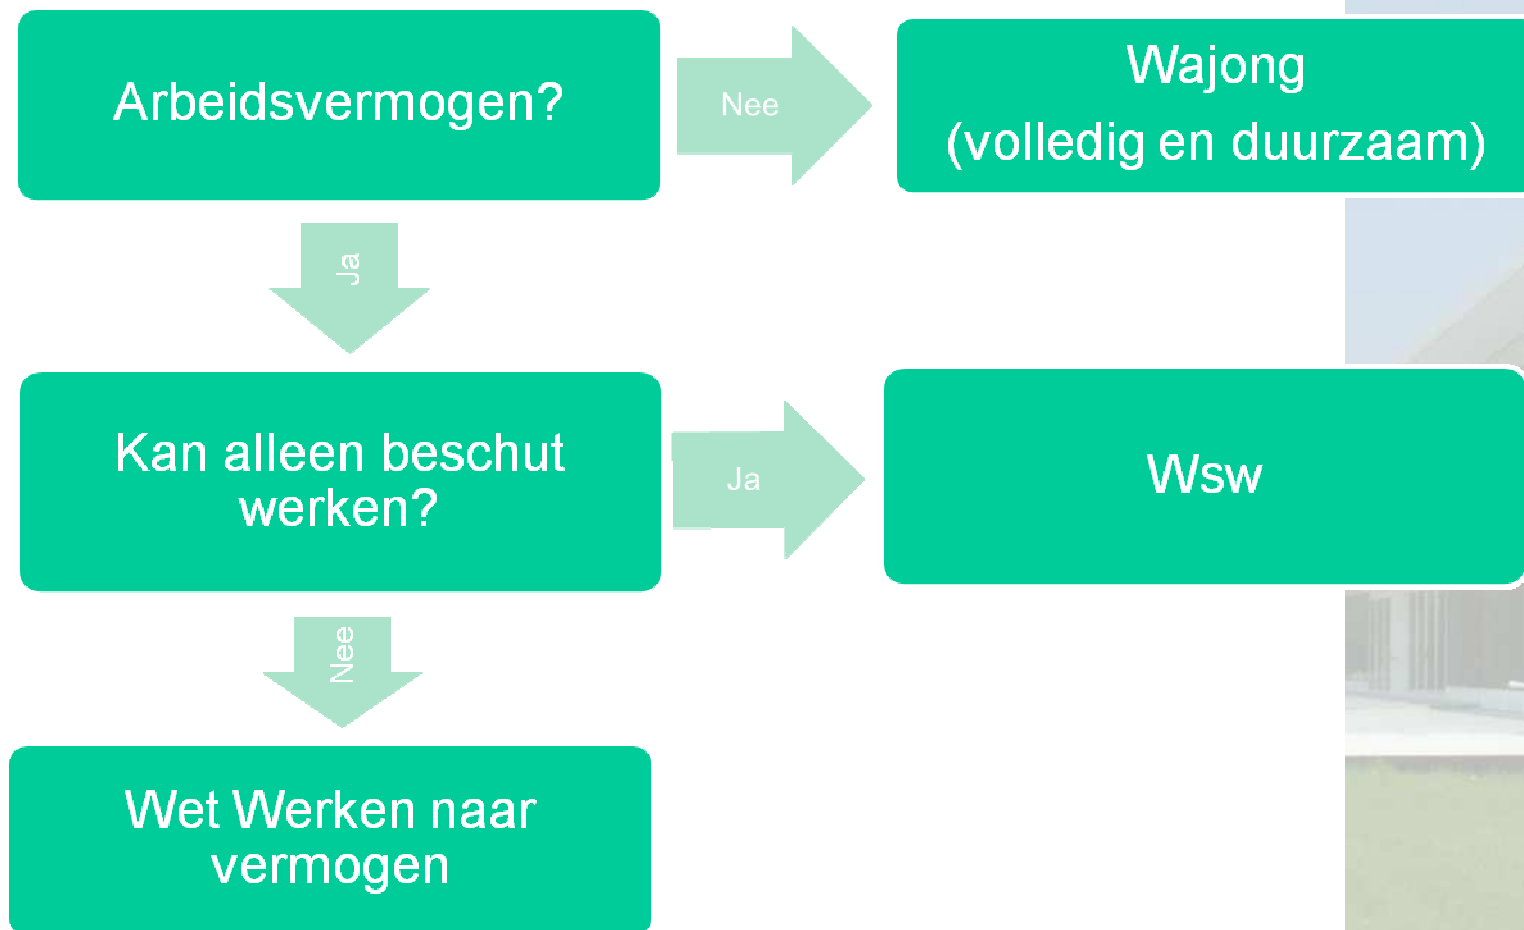 Arbeidsvermogen?
Nee
Wajong
(volledig en duurzaam)
Ja
Kan alleen beschut
werken?
Ja
Wsw
Nee
Wet Werken naar
vermogen